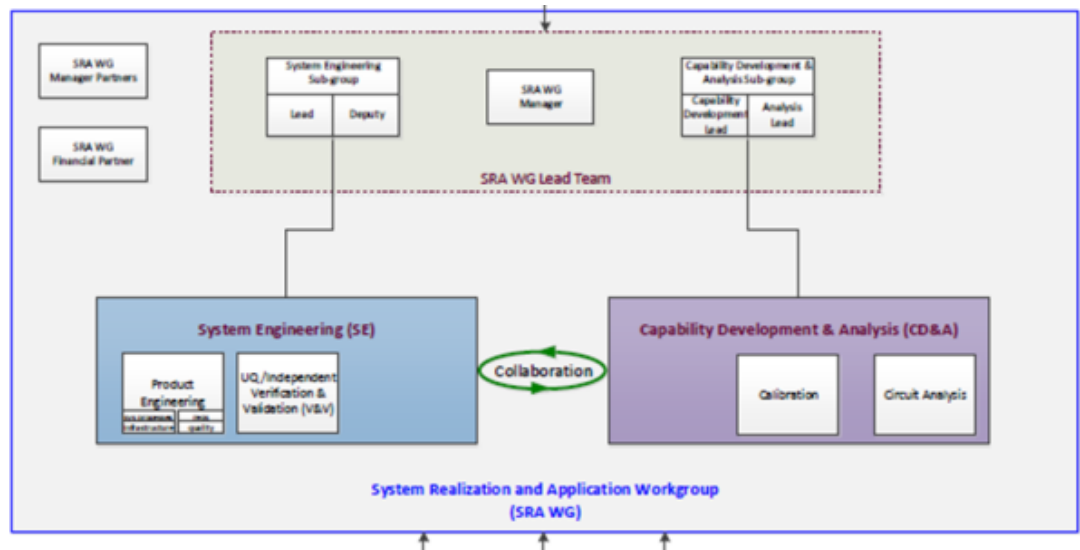 SRA WG
Manager Partners
SRA WG
Financial Partner
System Engineering
Sub-group
Lead
Deputy
SRA WG
Manager
Capability Development &
Analysis Sub-group
Capability
Development
Lead
Analysis
Lead
SRA WG Lead Team
System Engineering (SE)
Product
Engineering
infrastructure
quality
UQ/Independent
Verification &
Validation (V&V)
Collaboration
Capability Development & Analysis (CD&A)
Calibration
Circuit Analysis
System Realization and Application Workgroup
(SRA WG)